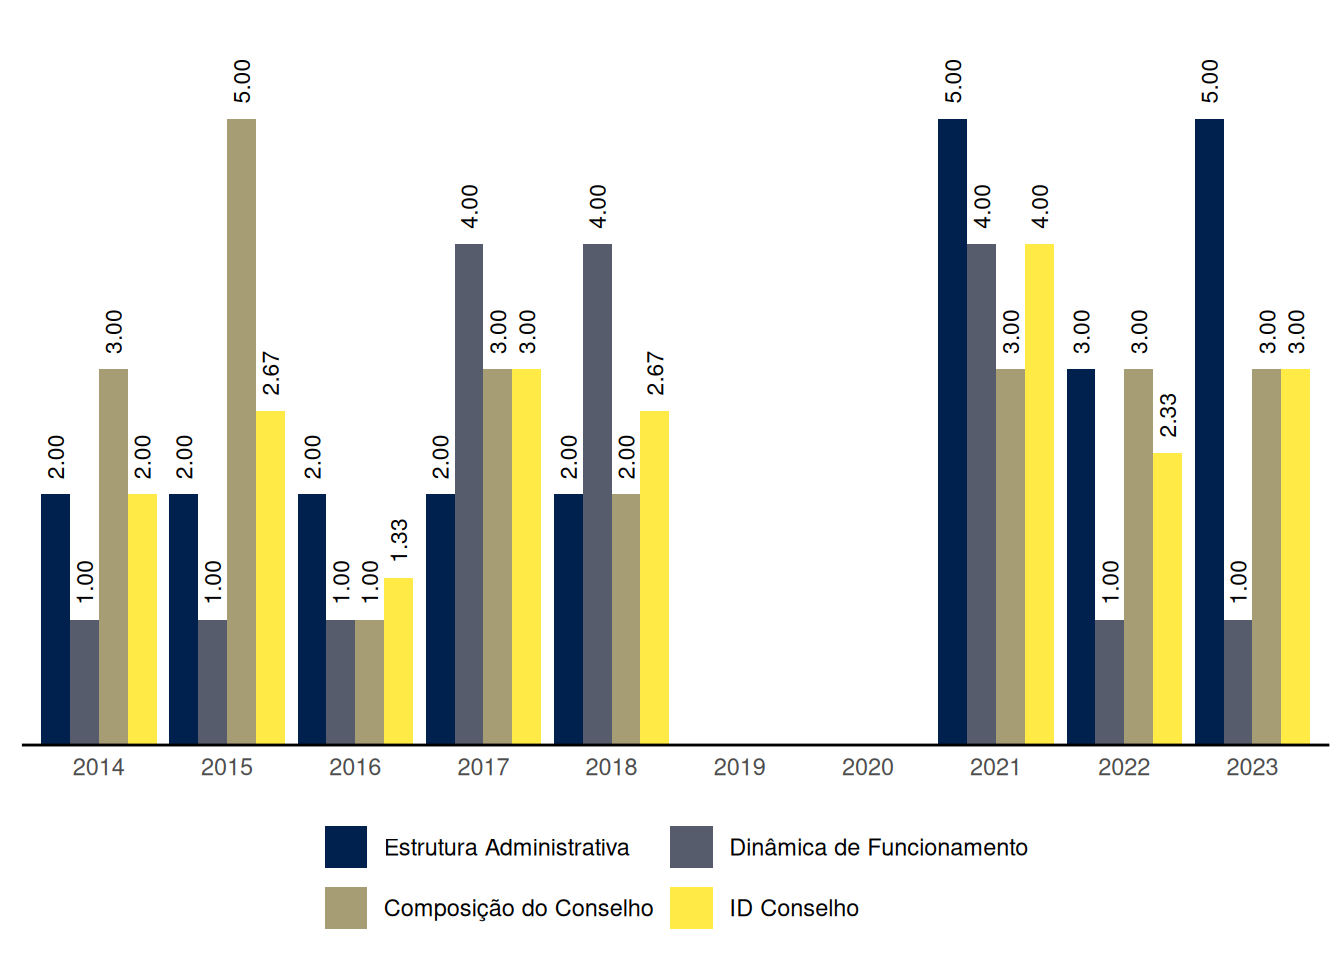 2.00 1.00 3.00 2.00 2.00 1.00 5.00 2.67 2.00 1.00 1.00 1.33 2.00 4.00 3.00 3.00 2.00 4.00 2.00 2.67 5.00 4.00 3.00 4.00 3.00 1.00 3.00 2.33 5.00 1.00 3.00 3.00
2014 2015 2016 2017 2018 2019 2020 2021 2022 2023
Estrutura Administrativa Dinâmica de Funcionamento
Composição do Conselho ID Conselho